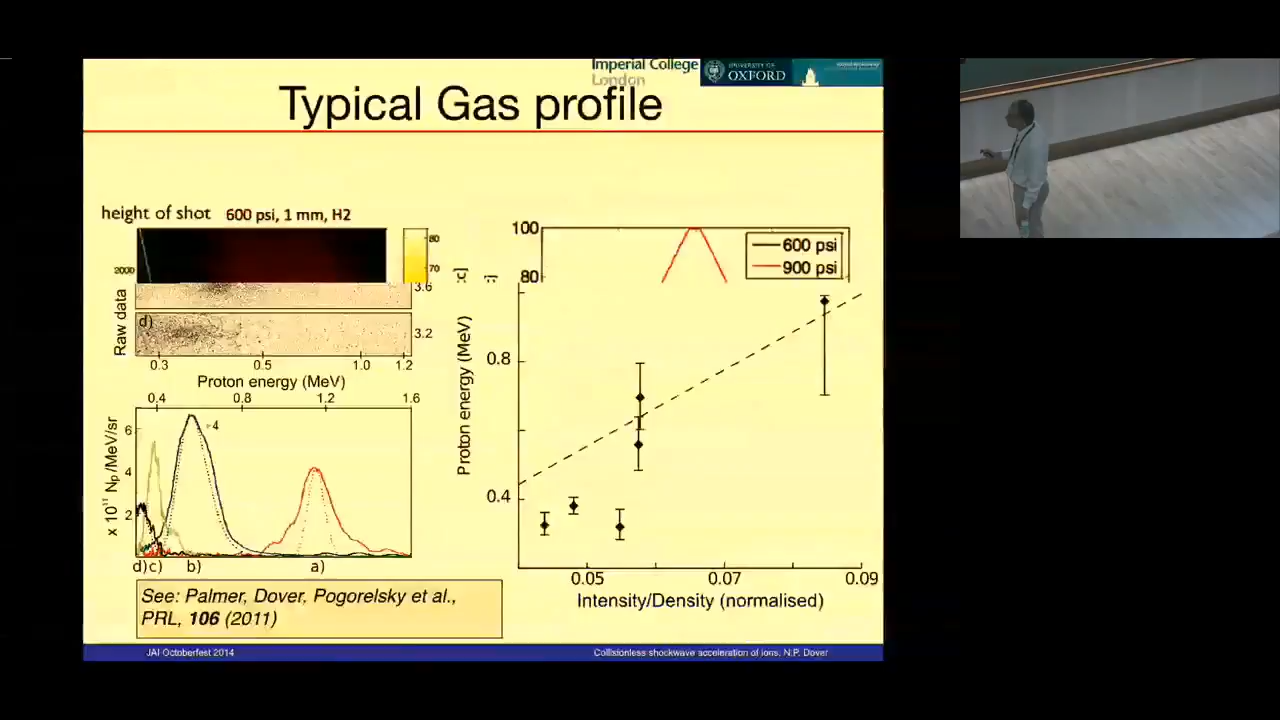 Imperial College
London
UNIVERSITY OF
OXFORD
Typical Gas profile
height of shot
600 psi, 1 mm, H2
80
70
2000
3.6
3.2
Raw data
d)
0.3
0.5
1.0
1.2
Proton energy (MeV)
0.4
0.8
1.2
1.6
6
4
2
÷4
d)
c)
b)
a)
100
80
600 psi
900 psi
Proton energy (MeV)
0.8
0.4
0.05
0.07
0.09
Intensity/Density (normalised)
See: Palmer, Dover, Pogorelsky et al.,
PRL, 106 (2011)
JAI Octoberfest 2014
Collisionless shockwave acceleration of ions, N.P. Dover